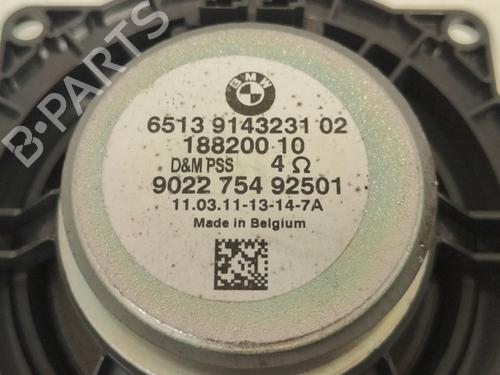 BMW
6513 9143231 02
188200 10
D&M PSS 4 Ω
9022 754 92501
11.03.11-13-14-7A
Made in Belgium
B-PARTS